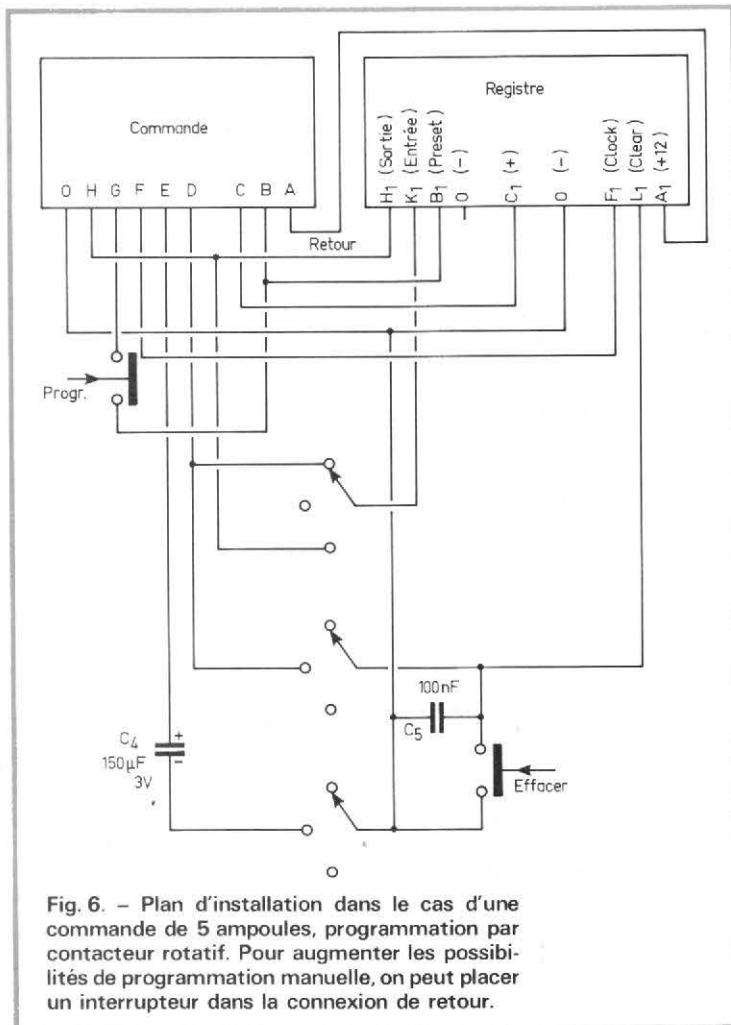 Commande
O H G F E D C B A
Registre
H1 (Sortie)
K1 (Entrée)
B1 (Preset)
O (-)
C1 (+)
O (-)
F1 (Clock)
L1 (Clear)
A1 (+12)
Retour
Progr.
C4
150µF
3V
+
-
100nF
C5
Effacer
Fig. 6. – Plan d'installation dans le cas d'une
commande de 5 ampoules, programmation par
contacteur rotatif. Pour augmenter les possibi-
lités de programmation manuelle, on peut placer
un interrupteur dans la connexion de retour.